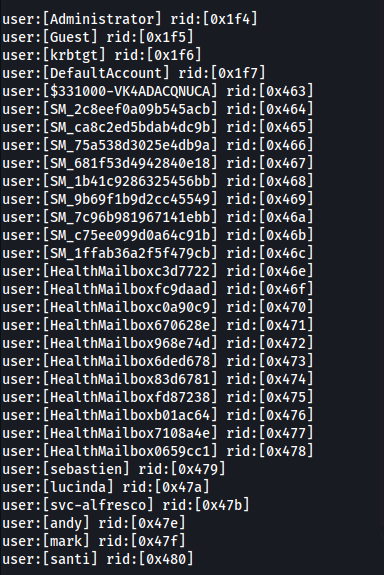 user:[Administrator] rid:[0x1f4]
user:[Guest] rid:[0x1f5]
user:[krbtgt] rid:[0x1f6]
user:[DefaultAccount] rid:[0x1f7]
user:[$331000-VK4ADACQNUCA] rid:[0x463]
user:[SM_2c8eef0a09b545acb] rid:[0x464]
user:[SM_ca8c2ed5bdab4dc9b] rid:[0x465]
user:[SM_75a538d3025e4db9a] rid:[0x466]
user:[SM_681f53d4942840e18] rid:[0x467]
user:[SM_1b41c9286325456bb] rid:[0x468]
user:[SM_9b69f1b9d2cc45549] rid:[0x469]
user:[SM_7c96b981967141ebb] rid:[0x46a]
user:[SM_c75ee099d0a64c91b] rid:[0x46b]
user:[SM_1ffab36a2f5f479cb] rid:[0x46c]
user:[HealthMailboxc3d7722] rid:[0x46e]
user:[HealthMailboxfc9daad] rid:[0x46f]
user:[HealthMailboxc0a90c9] rid:[0x470]
user:[HealthMailbox670628e] rid:[0x471]
user:[HealthMailbox968e74d] rid:[0x472]
user:[HealthMailbox6ded678] rid:[0x473]
user:[HealthMailbox83d6781] rid:[0x474]
user:[HealthMailboxfd87238] rid:[0x475]
user:[HealthMailboxb01ac64] rid:[0x476]
user:[HealthMailbox7108a4e] rid:[0x477]
user:[HealthMailbox0659cc1] rid:[0x478]
user:[sebastien] rid:[0x479]
user:[lucinda] rid:[0x47a]
user:[svc-alfresco] rid:[0x47b]
user:[andy] rid:[0x47e]
user:[mark] rid:[0x47f]
user:[santi] rid:[0x480]